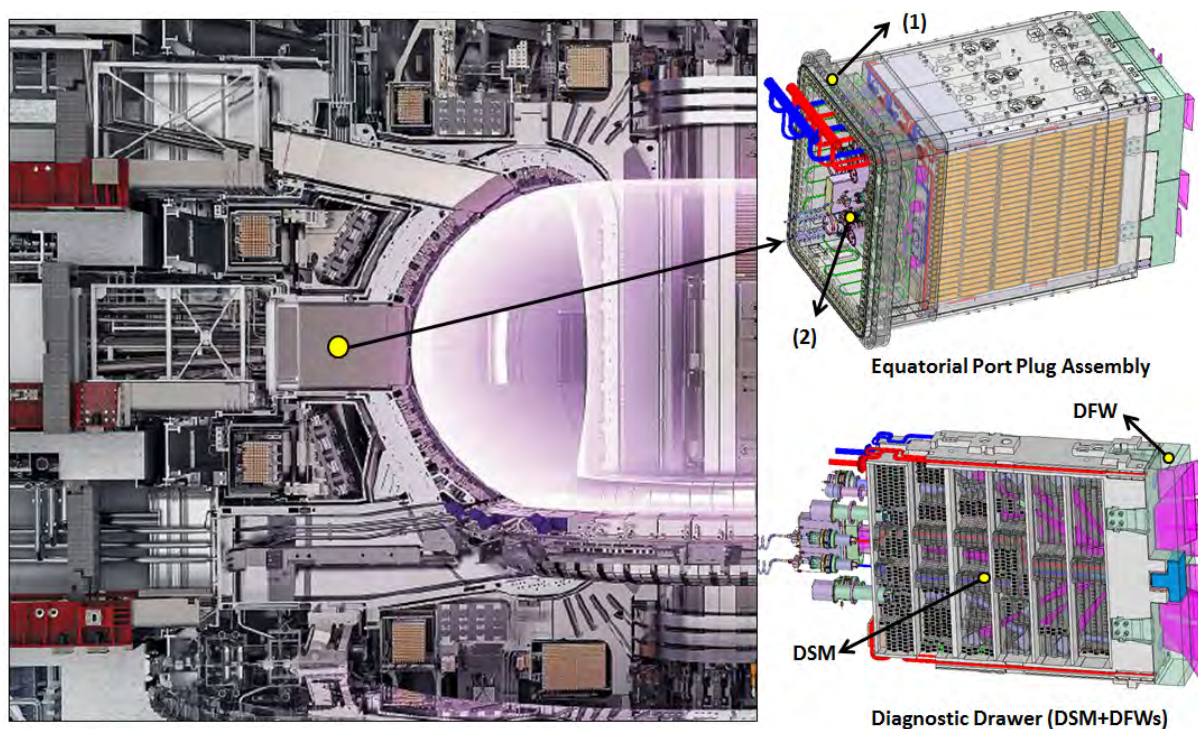 (1)
(2)
Equatorial Port Plug Assembly
DFW
DSM
Diagnostic Drawer (DSM+DFWs)